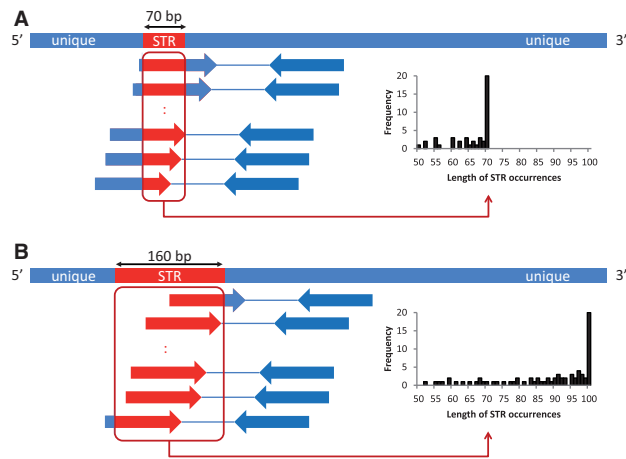 A
70 bp
5’ unique STR unique 3’
:
Frequency
20
15
10
5
0
50 55 60 65 70 75 80 85 90 95 100
Length of STR occurrences
B
160 bp
5’ unique STR unique 3’
:
Frequency
20
15
10
5
0
50 55 60 65 70 75 80 85 90 95 100
Length of STR occurrences